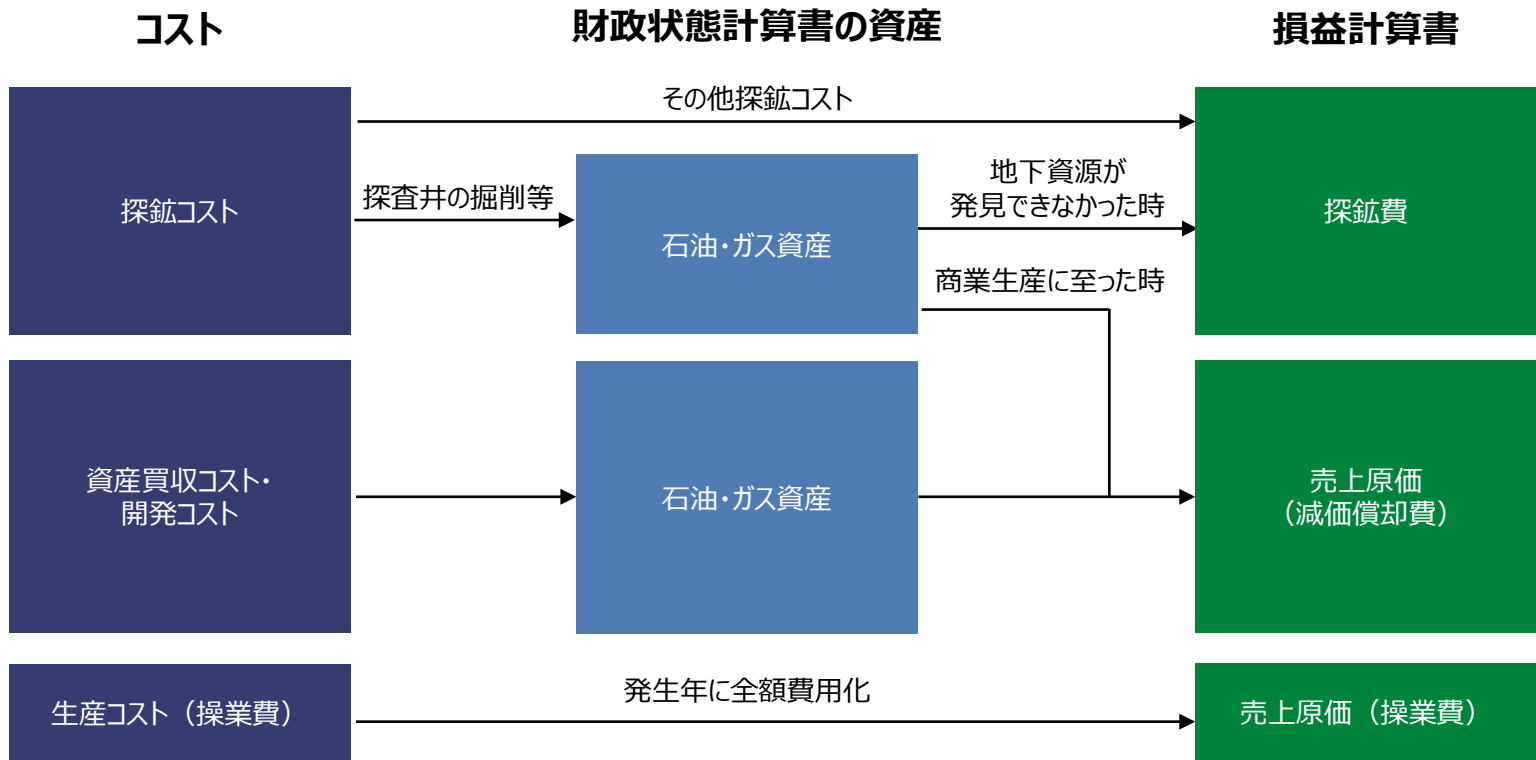 コスト
財政状態計算書の資産
損益計算書
その他探鉱コスト
探鉱コスト
探査井の掘削等
石油・ガス資産
地下資源が
発見できなかった時
探鉱費
商業生産に至った時
資産買収コスト・
開発コスト
石油・ガス資産
売上原価
（減価償却費）
生産コスト（操業費）
発生年に全額費用化
売上原価（操業費）